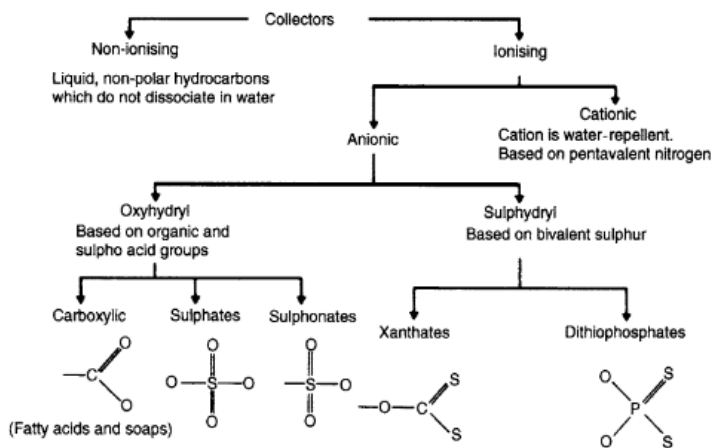 Collectors
Non-ionising
Liquid, non-polar hydrocarbons
which do not dissociate in water
Ionising
Anionic
Cationic
Cation is water-repellent.
Based on pentavalent nitrogen
Oxyhydryl
Based on organic and
sulpho acid groups
Sulphydryl
Based on bivalent sulphur
Carboxylic
O
C
O
(Fatty acids and soaps)
Sulphates
O
O S O
O
Sulphonates
O
S O
O
Xanthates
S
O C
S
Dithiophosphates
O S
P
O S